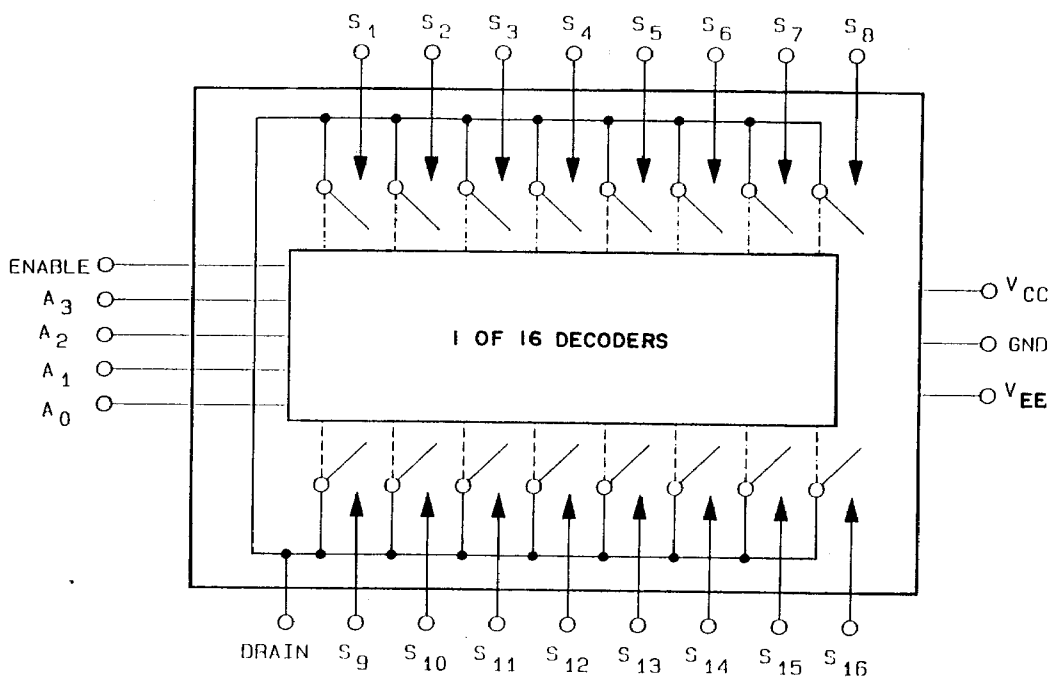 S1 S2 S3 S4 S5 S6 S7 S8
ENABLE
A3
A2
A1
A0
1 OF 16 DECODERS
VCC
GND
VEE
DRAIN S9 S10 S11 S12 S13 S14 S15 S16